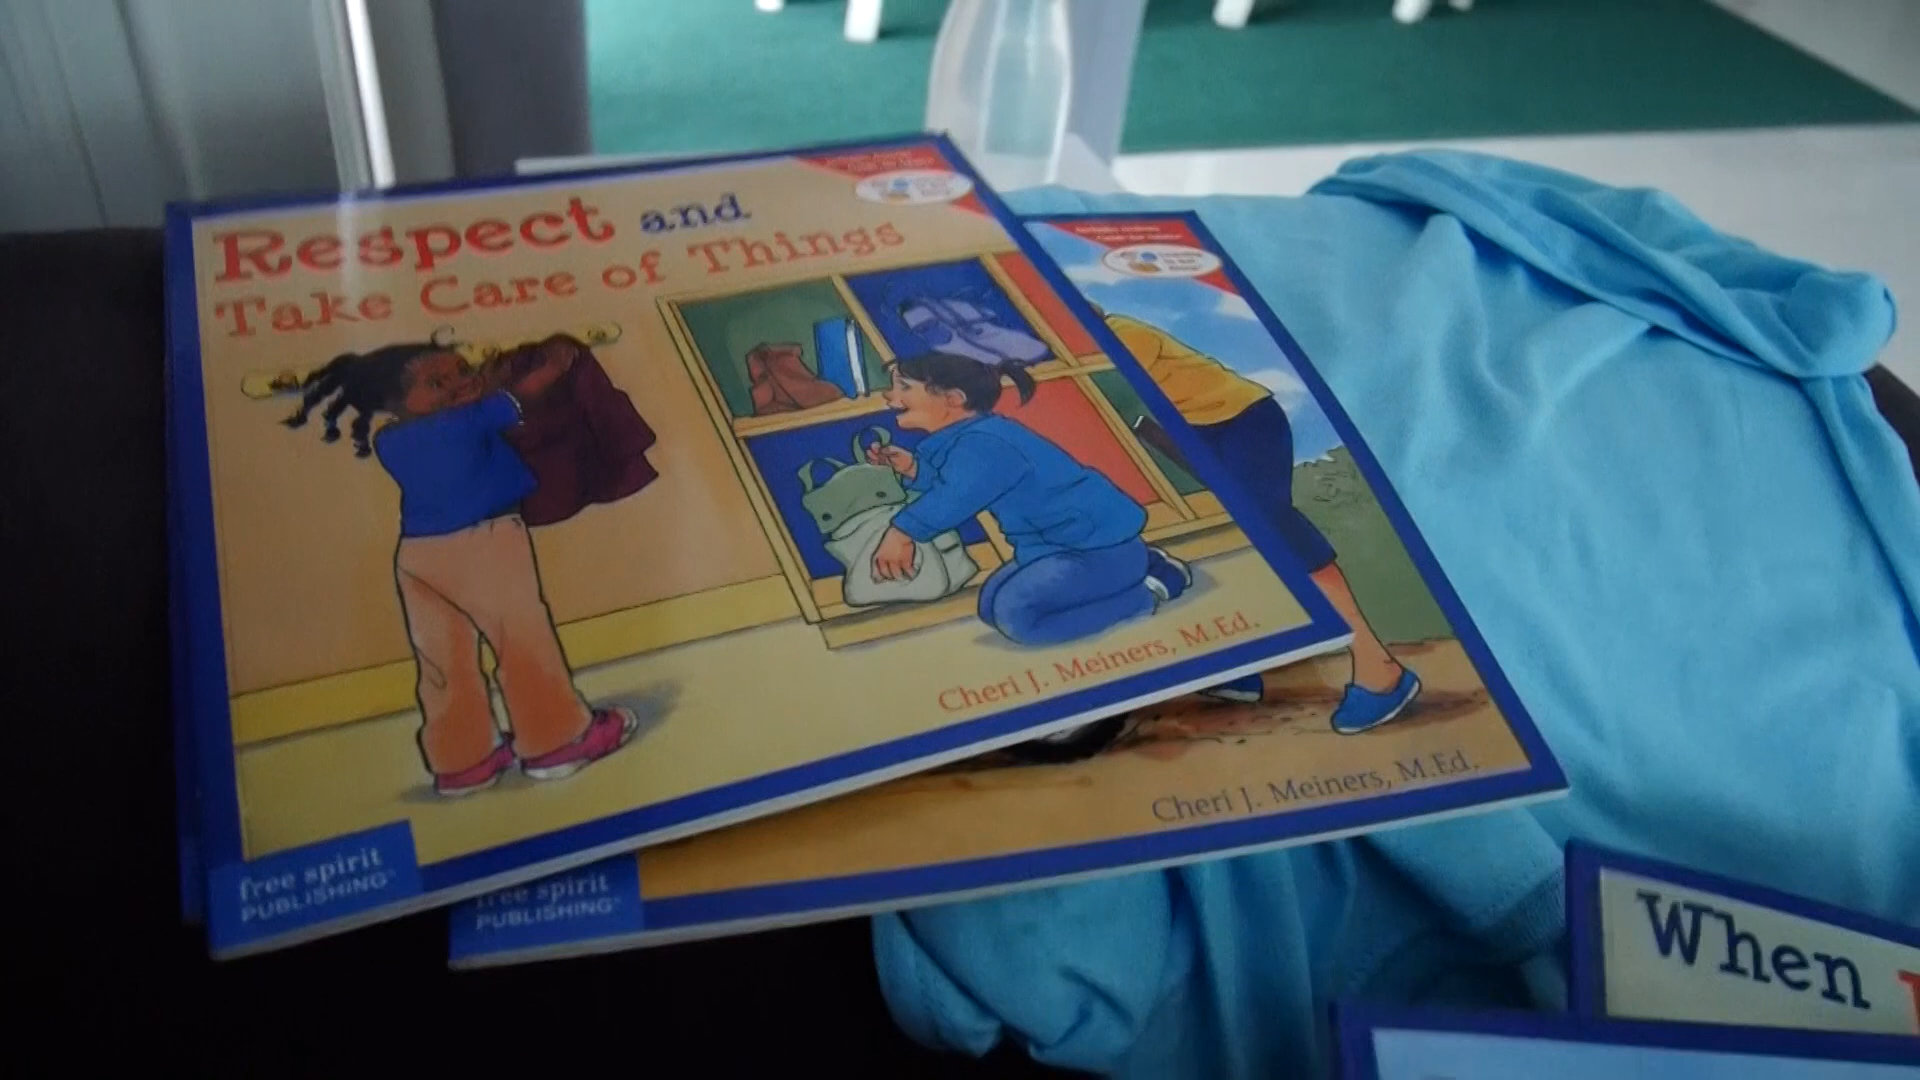 Respect and
Take Care of Things
Cheri J. Meiners, M.Ed.
free spirit
PUBLISHING®
Cheri J. Meiners, M.Ed.
free spirit
PUBLISHING®
When